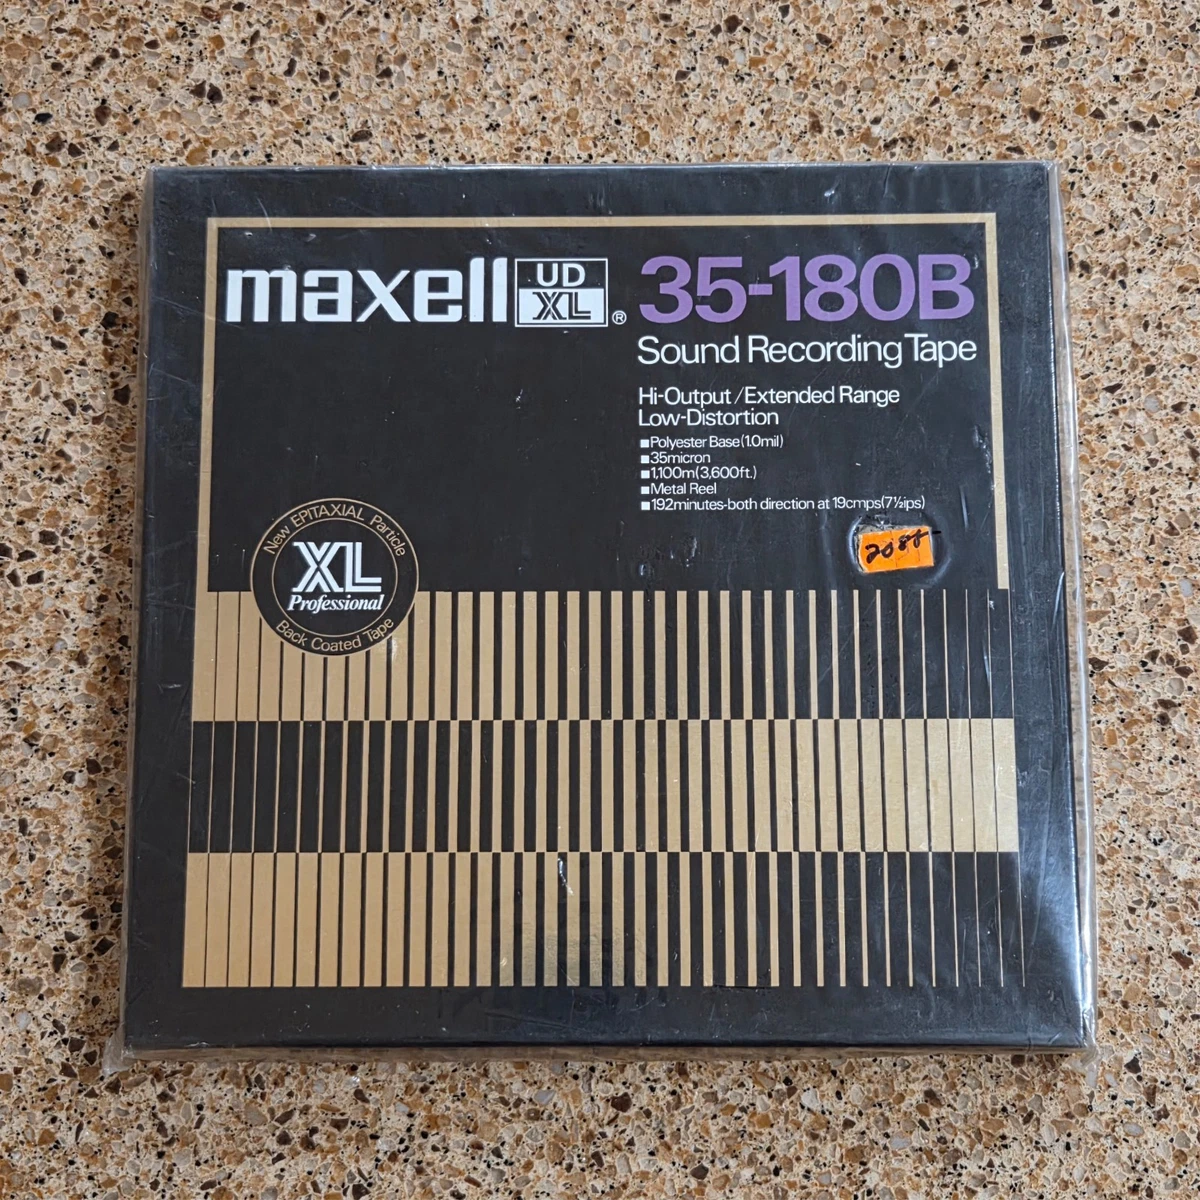 maxell UD XL ® 35-180B
Sound Recording Tape
Hi-Output/Extended Range
Low-Distortion
■Polyester Base(1.0mil)
■35micron
■1,100m(3,600ft.)
■Metal Reel
■192minutes-both direction at 19cmps(7½ips)
New EPITAXIAL Particle
XL
Professional
Back Coated Tape